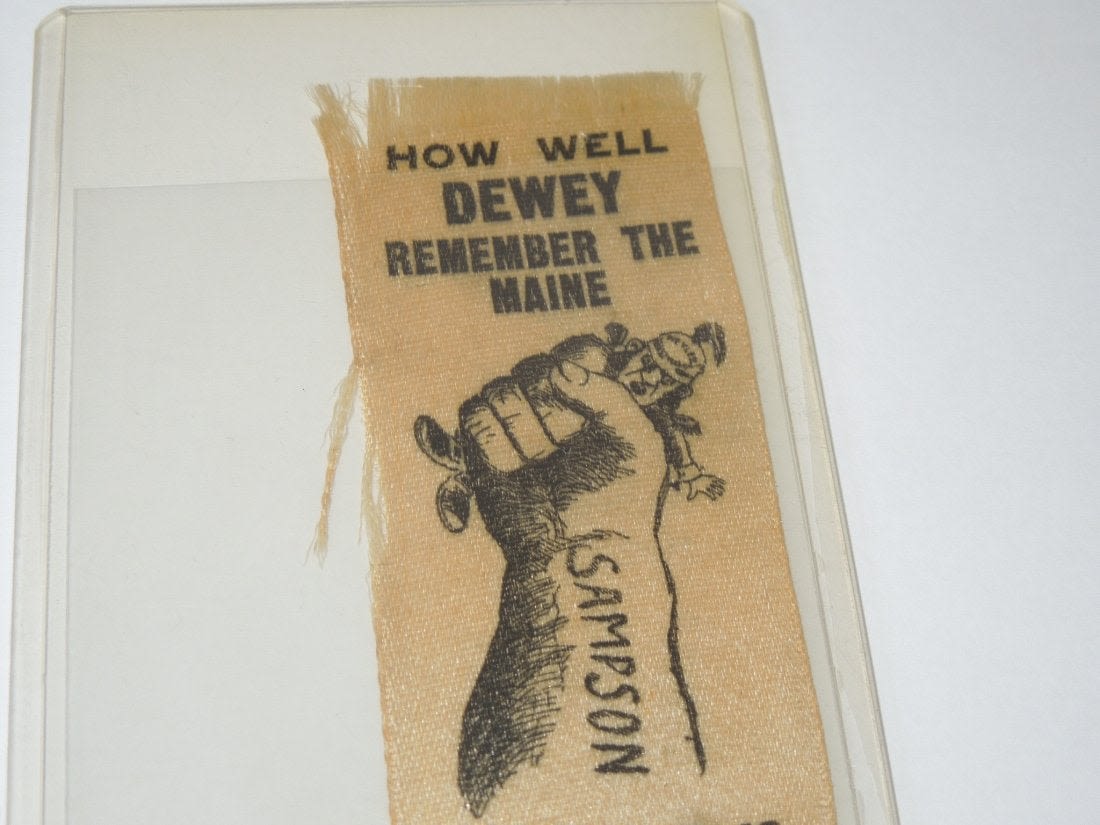 HOW WELL
DEWEY
REMEMBER THE
MAINE
SAMPSON